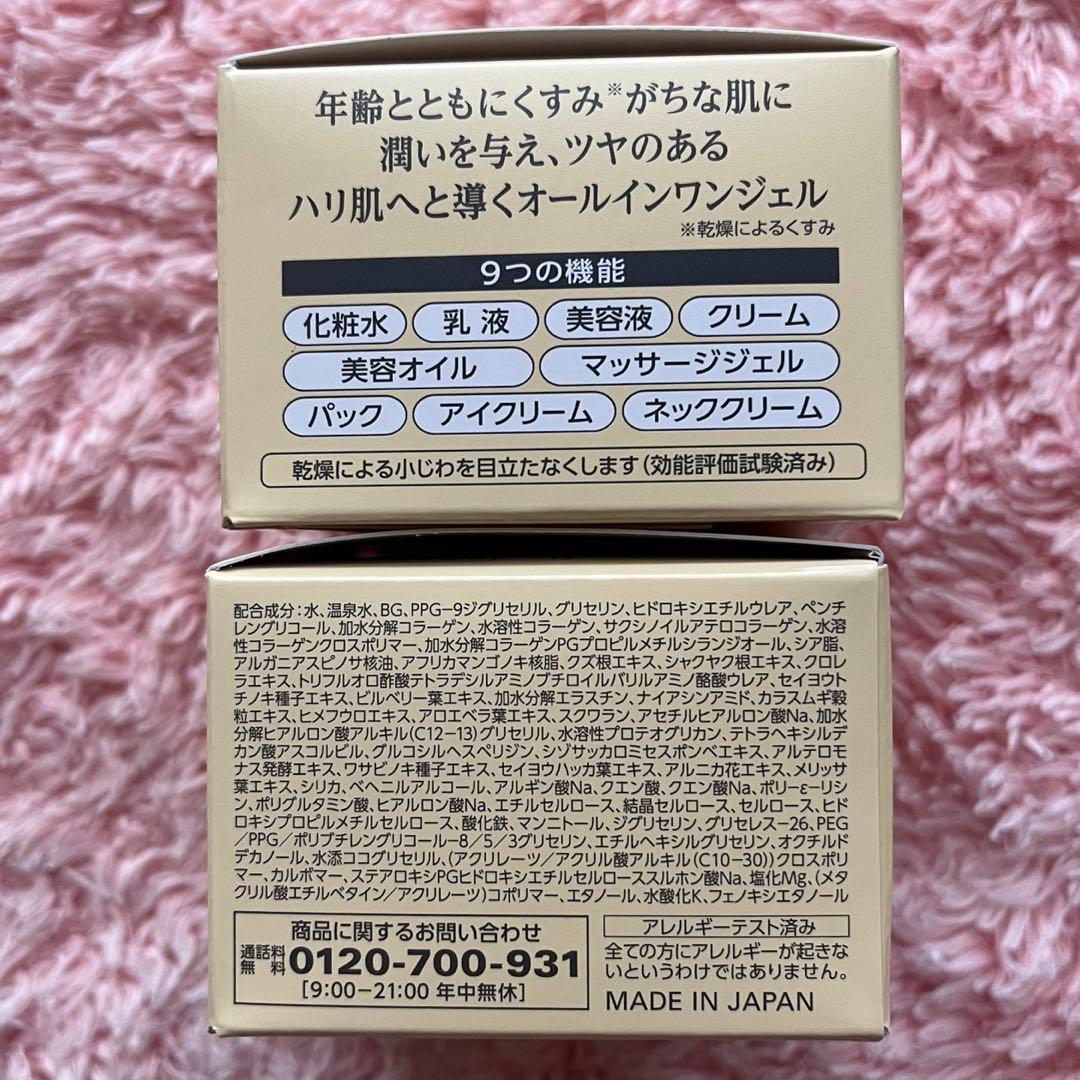 年齢とともにくすみ※がちな肌に
潤いを与え、ツヤのある
ハリ肌へと導くオールインワンジェル
※乾燥によるくすみ
9つの機能
化粧水 乳液 美容液 クリーム
美容オイル マッサージジェル
パック アイクリーム ネッククリーム
乾燥による小じわを目立たなくします(効能評価試験済み)
配合成分:水、温泉水、BG、PPG-9ジグリセリル、グリセリン、ヒドロキシエチルウレア、ペンチ
レングリコール、加水分解コラーゲン、水溶性コラーゲン、サクシノイルアテロコラーゲン、水溶
性コラーゲンクロスポリマー、加水分解コラーゲンPGプロピルメチルシランジオール、シア脂、
アルガニアスピノサ核油、アフリカマンゴノキ核脂、クズ根エキス、シャクヤク根エキス、クロレ
ラエキス、トリフルオロ酢酸テトラデシルアミノブチロイルバリルアミノ酪酸ウレア、セイヨウト
チノキ種子エキス、ビルベリー葉エキス、加水分解エラスチン、ナイアシンアミド、カラスムギ穀
粒エキス、ヒメフウロエキス、アロエベラ葉エキス、スクワラン、アセチルヒアルロン酸Na、加水
分解ヒアルロン酸アルキル(C12-13)グリセリル、水溶性プロテオグリカン、テトラヘキシルデ
カン酸アスコルビル、グルコシルヘスペリジン、シゾサッカロミセスポンベエキス、アルテロモ
ナス発酵エキス、ワサビノキ種子エキス、セイヨウハッカ葉エキス、アルニカ花エキス、メリッサ
葉エキス、シリカ、ベヘニルアルコール、アルギン酸Na、クエン酸、クエン酸Na、ポリ-ε-リシ
ン、ポリグルタミン酸、ヒアルロン酸Na、エチルセルロース、結晶セルロース、セルロース、ヒド
ロキシプロピルメチルセルロース、酸化鉄、マンニトール、ジグリセリン、グリセレス-26、PEG
/PPG/ポリブチレングリコール-8/5/3グリセリン、エチルヘキシルグリセリン、オクチルド
デカノール、水添ココグリセリル、(アクリレーツ/アクリル酸アルキル(C10-30))クロスポリ
マー、カルボマー、ステアロキシPGヒドロキシエチルセルローススルホン酸Na、塩化Mg、(メタ
クリル酸エチルベタイン/アクリレーツ)コポリマー、エタノール、水酸化K、フェノキシエタノール
商品に関するお問い合わせ
通話料無料 0120-700-931
[9:00-21:00 年中無休]
アレルギーテスト済み
全ての方にアレルギーが起きな
いというわけではありません。
MADE IN JAPAN